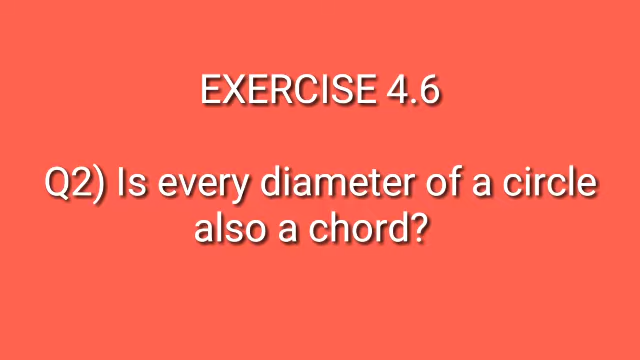 EXERCISE 4.6
Q2) Is every diameter of a circle
also a chord?